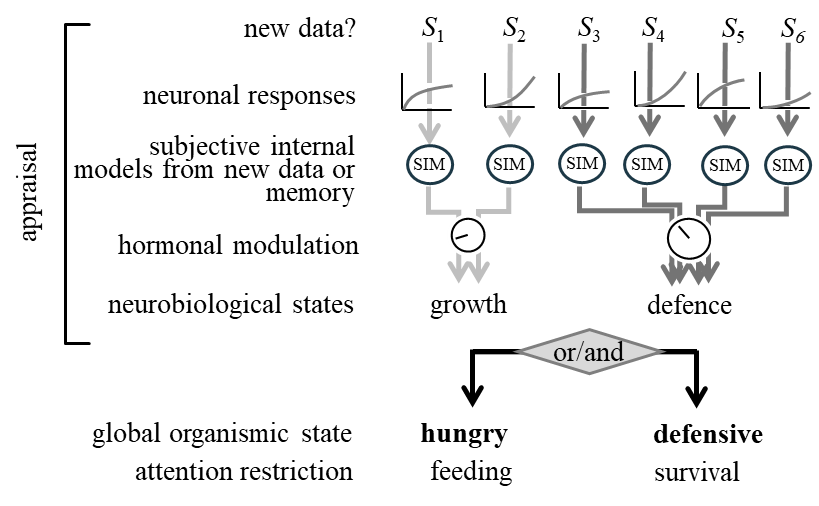 new data? S1 S2 S3 S4 S5 S6
neuronal responses
subjective internal
models from new data or
memory
SIM SIM SIM SIM SIM SIM
appraisal
hormonal modulation
neurobiological states growth defence
or/and
global organismic state hungry defensive
attention restriction feeding survival